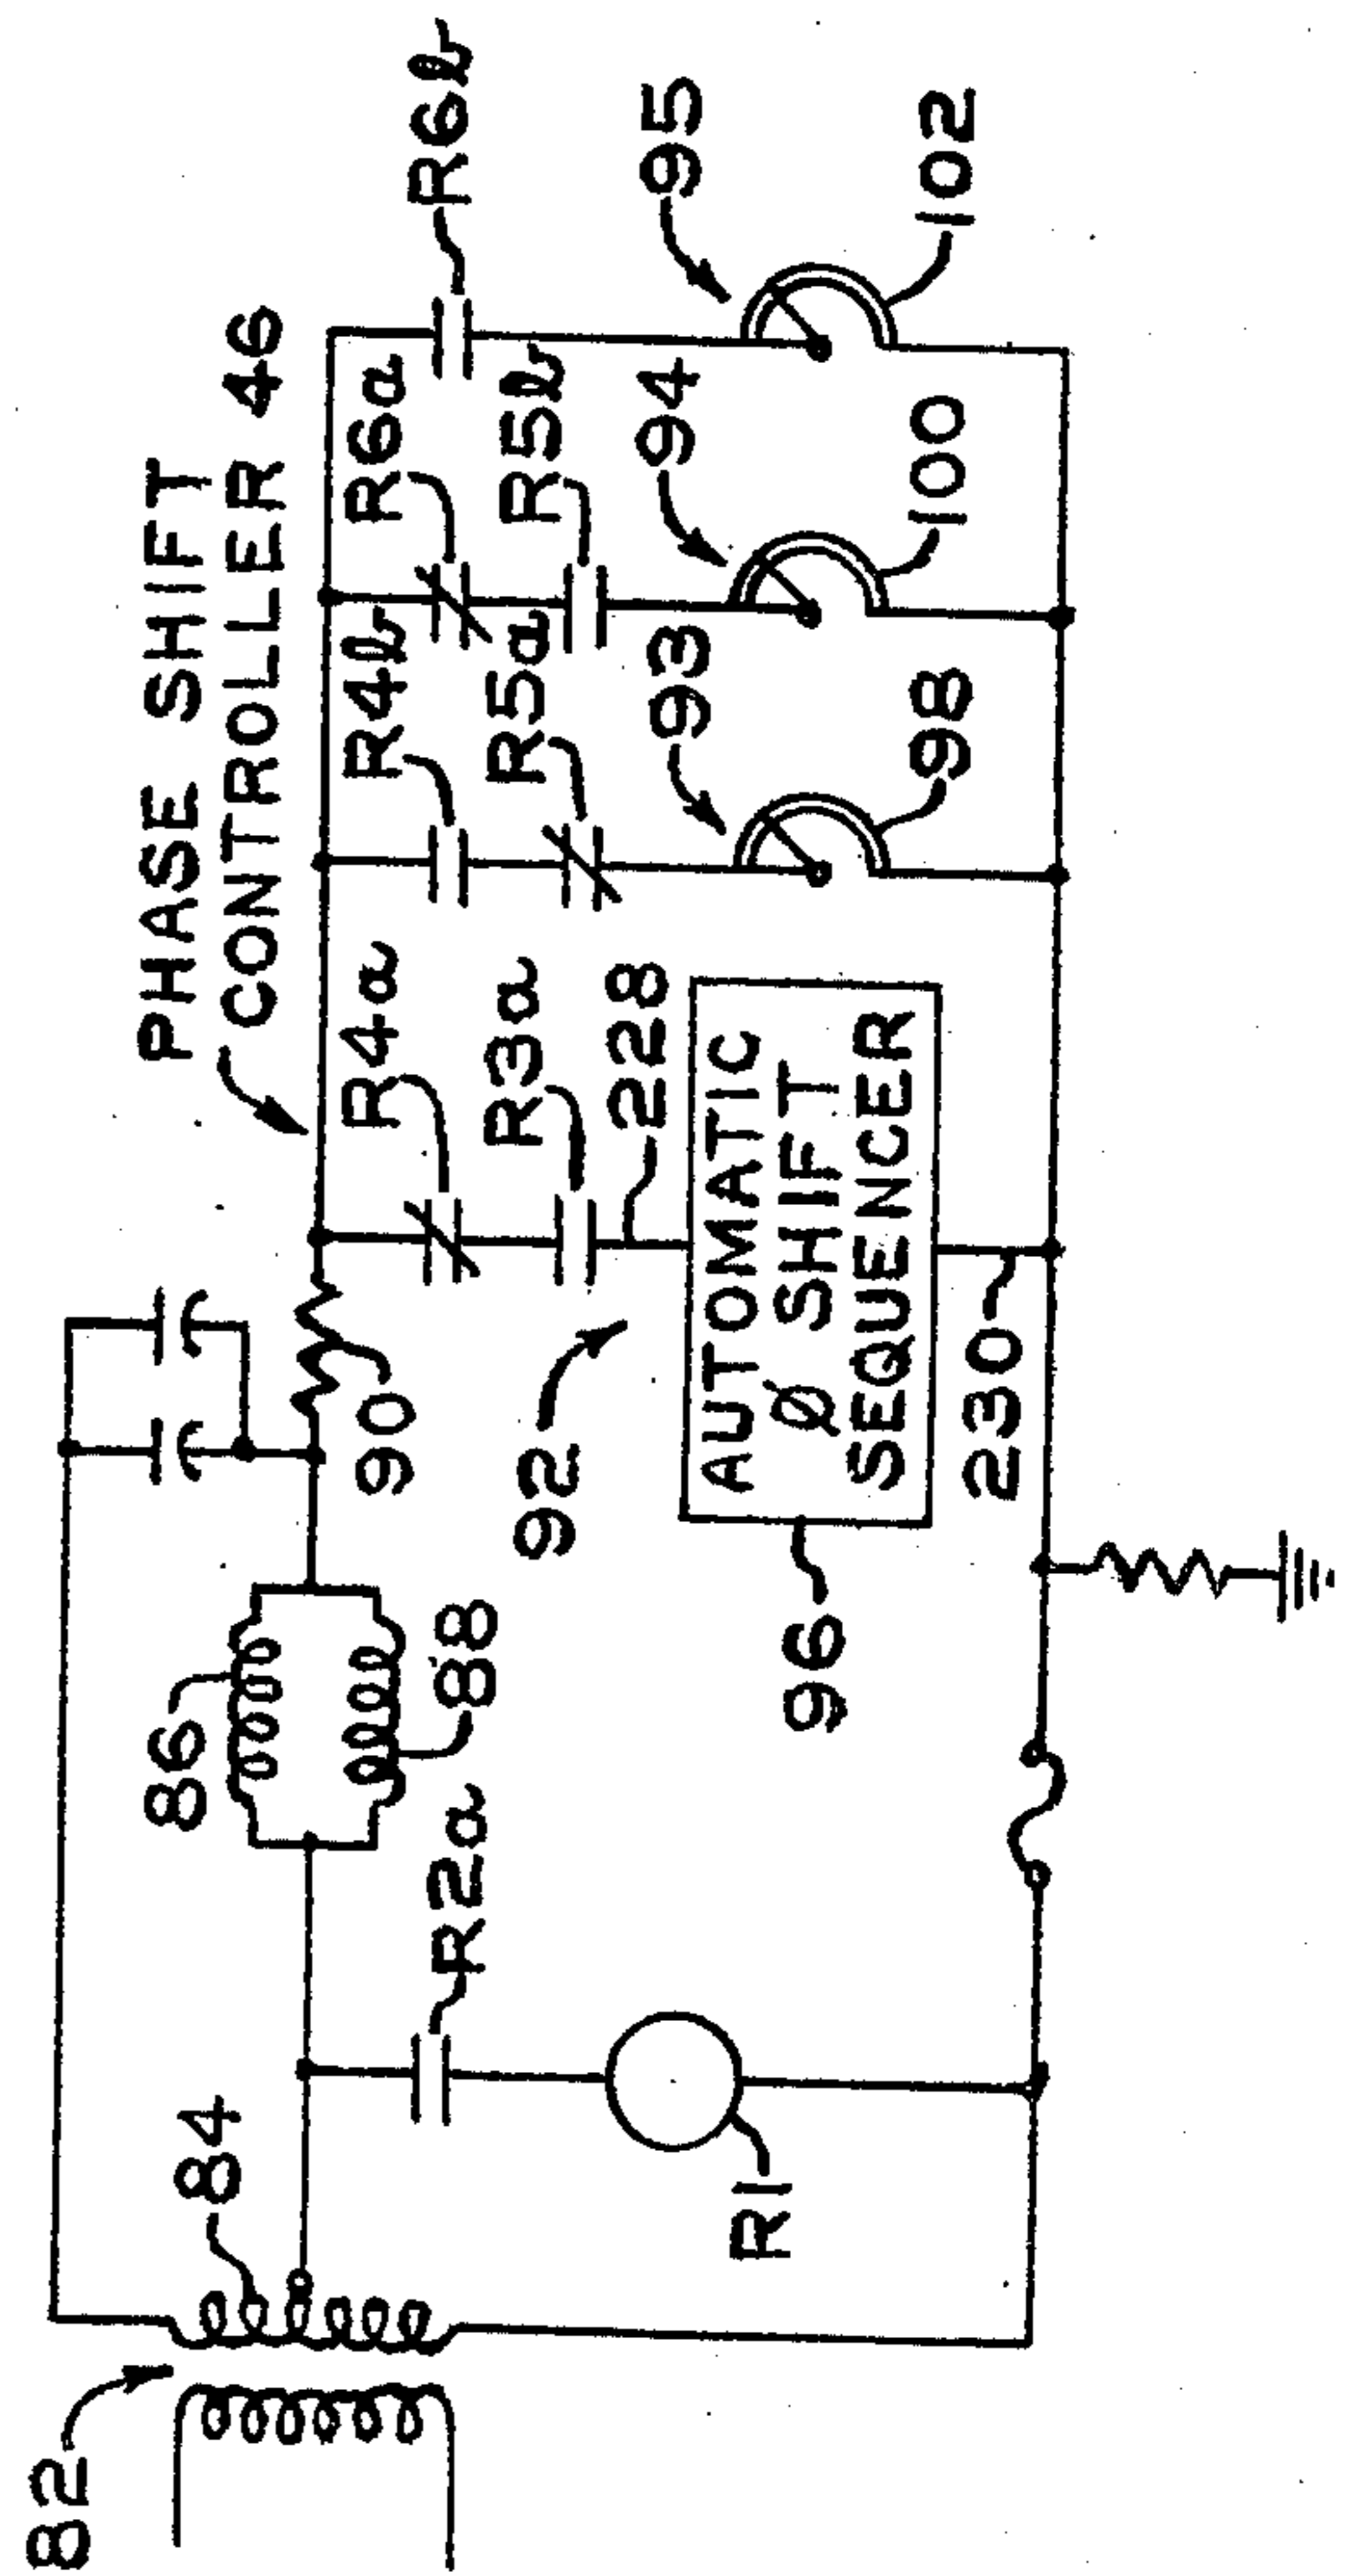 PHASE SHIFT
CONTROLLER 46
82
84
86
88
90
R2a
R1
R4a
R3a
228
92
AUTOMATIC
Ø SHIFT
SEQUENCER
96
230
R4b
R5a
93
98
R6a
R5b
94
100
R6b
95
102